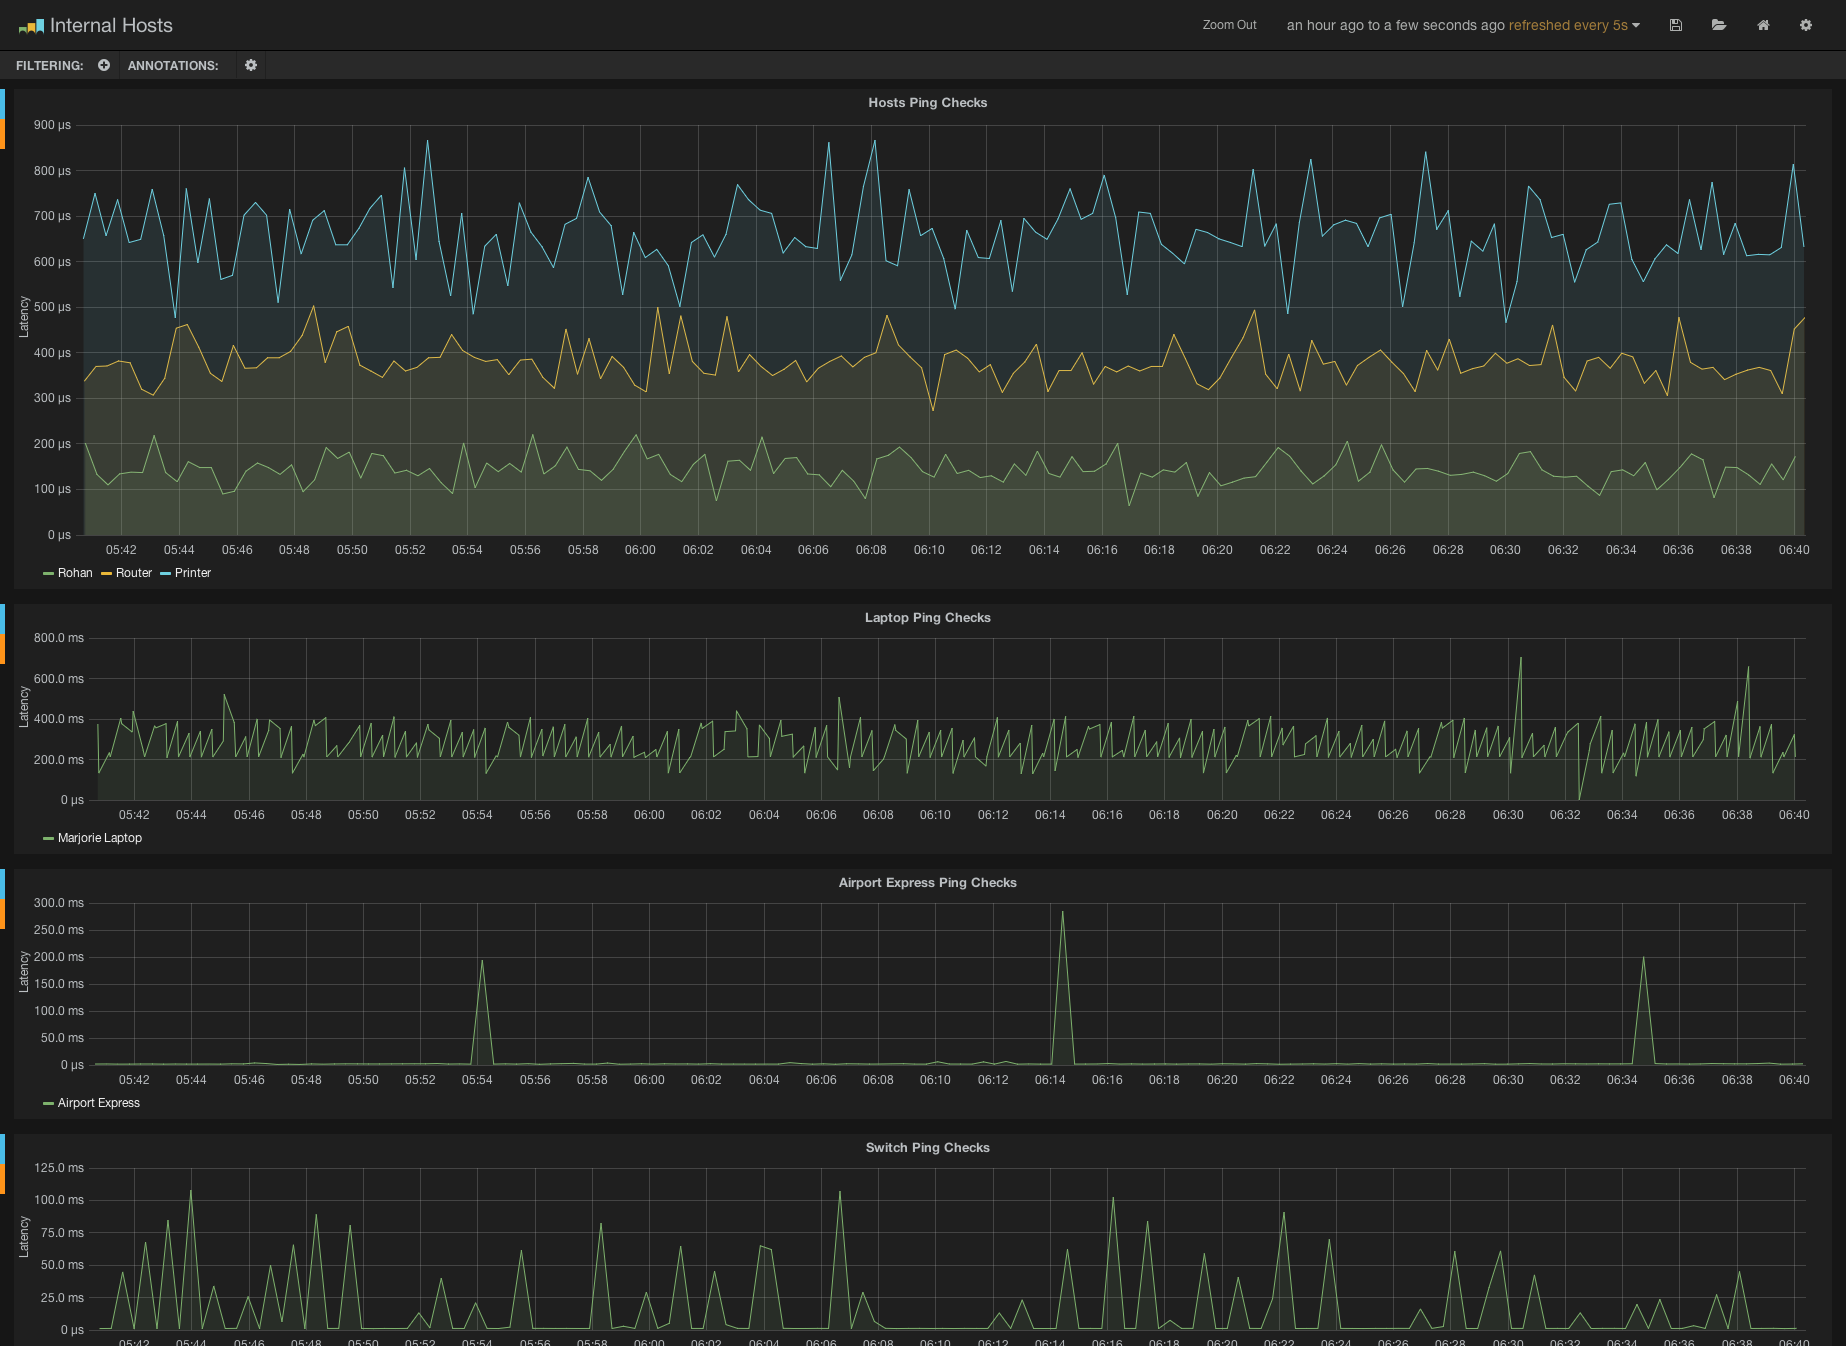 Internal Hosts
Zoom Out an hour ago to a few seconds ago refreshed every 5s
FILTERING: ANNOTATIONS:
Hosts Ping Checks
900 µs
800 µs
700 µs
600 µs
500 µs
400 µs
300 µs
200 µs
100 µs
0 µs
Latency
05:42 05:44 05:46 05:48 05:50 05:52 05:54 05:56 05:58 06:00 06:02 06:04 06:06 06:08 06:10 06:12 06:14 06:16 06:18 06:20 06:22 06:24 06:26 06:28 06:30 06:32 06:34 06:36 06:38 06:40
Rohan Router Printer
Laptop Ping Checks
800.0 ms
600.0 ms
400.0 ms
200.0 ms
0 µs
Latency
05:42 05:44 05:46 05:48 05:50 05:52 05:54 05:56 05:58 06:00 06:02 06:04 06:06 06:08 06:10 06:12 06:14 06:16 06:18 06:20 06:22 06:24 06:26 06:28 06:30 06:32 06:34 06:36 06:38 06:40
Marjorie Laptop
Airport Express Ping Checks
300.0 ms
250.0 ms
200.0 ms
150.0 ms
100.0 ms
50.0 ms
0 µs
Latency
05:42 05:44 05:46 05:48 05:50 05:52 05:54 05:56 05:58 06:00 06:02 06:04 06:06 06:08 06:10 06:12 06:14 06:16 06:18 06:20 06:22 06:24 06:26 06:28 06:30 06:32 06:34 06:36 06:38 06:40
Airport Express
Switch Ping Checks
125.0 ms
100.0 ms
75.0 ms
50.0 ms
25.0 ms
0 µs
Latency
05:42 05:44 05:46 05:48 05:50 05:52 05:54 05:56 05:58 06:00 06:02 06:04 06:06 06:08 06:10 06:12 06:14 06:16 06:18 06:20 06:22 06:24 06:26 06:28 06:30 06:32 06:34 06:36 06:38 06:40